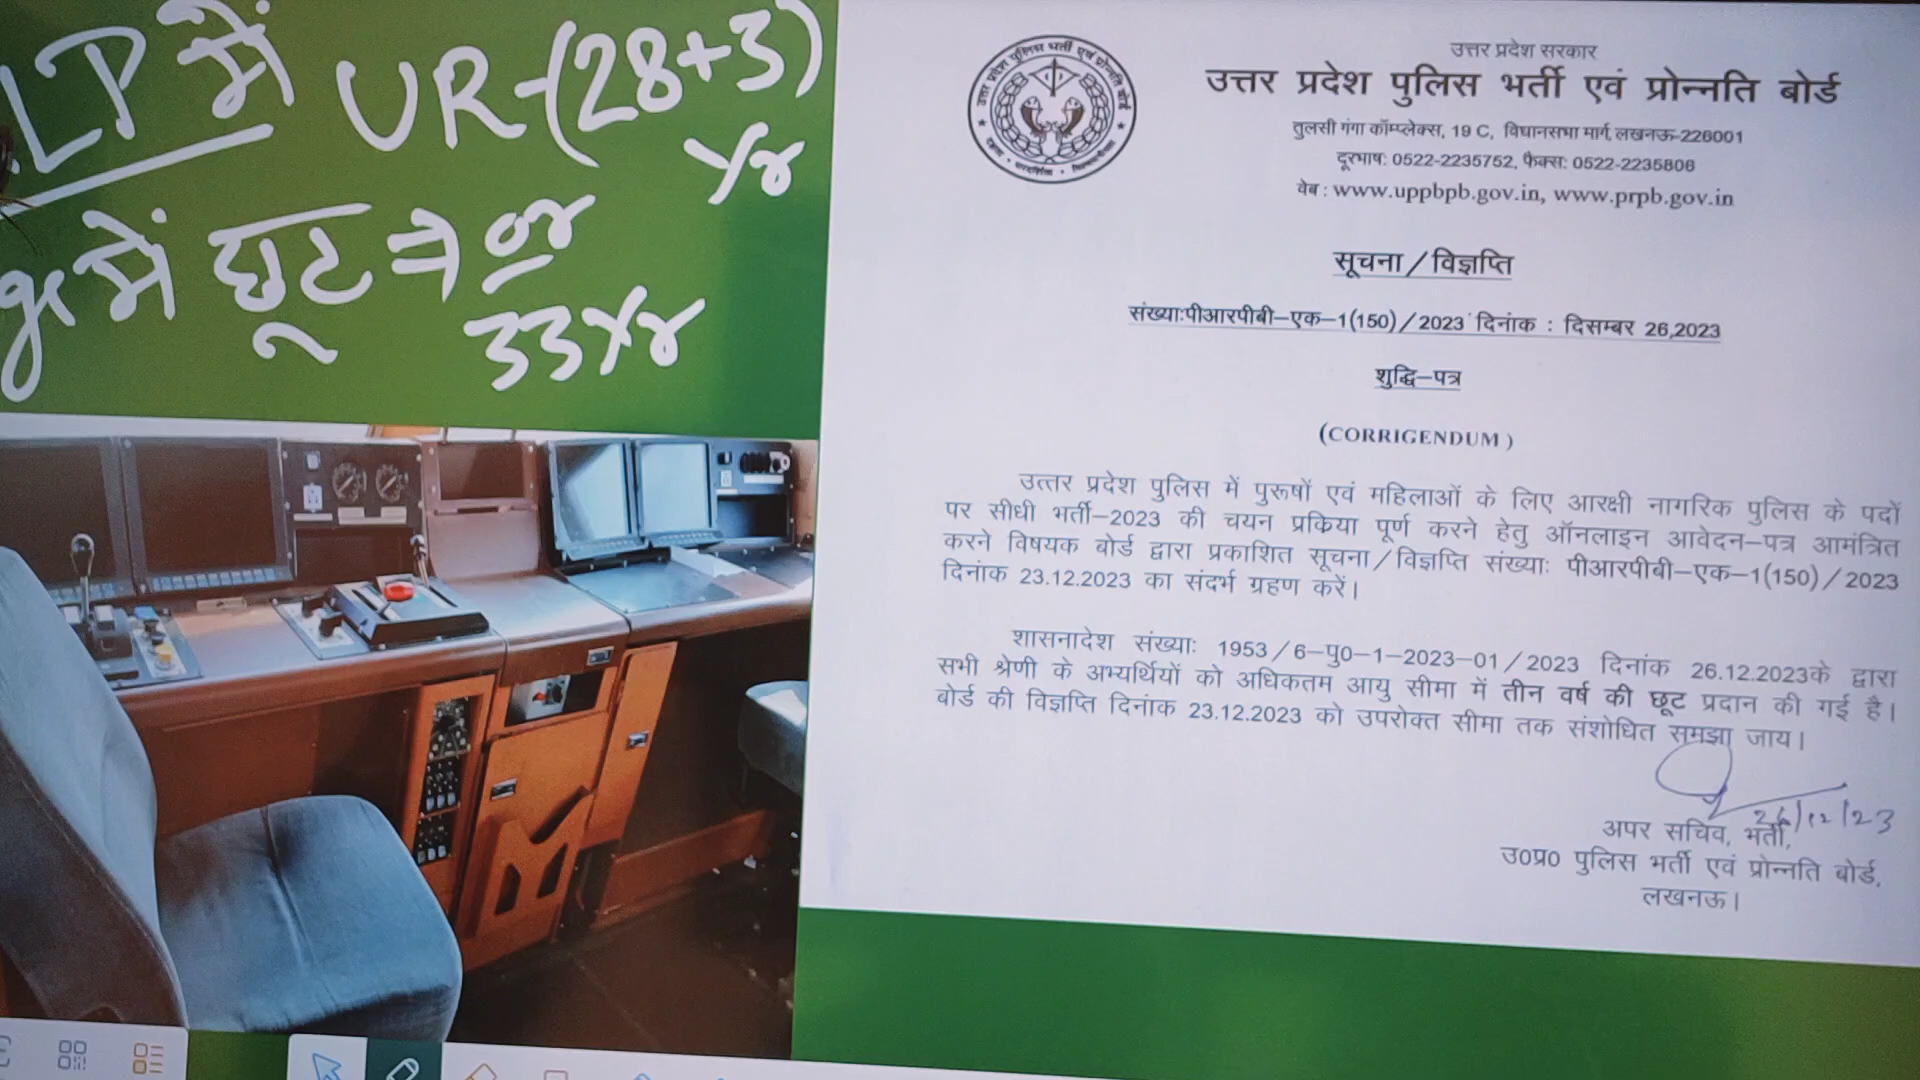 .LP में UR-(28+3)
Yr
में छूट ⇒ or
33Yr
उत्तर प्रदेश सरकार
उत्तर प्रदेश पुलिस भर्ती एवं प्रोन्नति बोर्ड
तुलसी गंगा कॉम्प्लेक्स, 19 C, विधानसभा मार्ग, लखनऊ-226001
दूरभाष: 0522-2235752, फैक्स: 0522-2235806
वेब : www.uppbpb.gov.in, www.prpb.gov.in
सूचना/विज्ञप्ति
संख्याःपीआरपीबी-एक-1(150)/2023 दिनांक : दिसम्बर 26,2023
शुद्धि-पत्र
(CORRIGENDUM)
उत्तर प्रदेश पुलिस में पुरूषों एवं महिलाओं के लिए आरक्षी नागरिक पुलिस के पदों
पर सीधी भर्ती-2023 की चयन प्रक्रिया पूर्ण करने हेतु ऑनलाइन आवेदन-पत्र आमंत्रित
करने विषयक बोर्ड द्वारा प्रकाशित सूचना/विज्ञप्ति संख्याः पीआरपीबी-एक-1(150)/2023
दिनांक 23.12.2023 का संदर्भ ग्रहण करें।
शासनादेश संख्याः 1953/6-पु0-1-2023-01/2023 दिनांक 26.12.2023के द्वारा
सभी श्रेणी के अभ्यर्थियों को अधिकतम आयु सीमा में तीन वर्ष की छूट प्रदान की गई है।
बोर्ड की विज्ञप्ति दिनांक 23.12.2023 को उपरोक्त सीमा तक संशोधित समझा जाय।
26/12/23
अपर सचिव, भर्ती,
उ0प्र0 पुलिस भर्ती एवं प्रोन्नति बोर्ड,
लखनऊ।